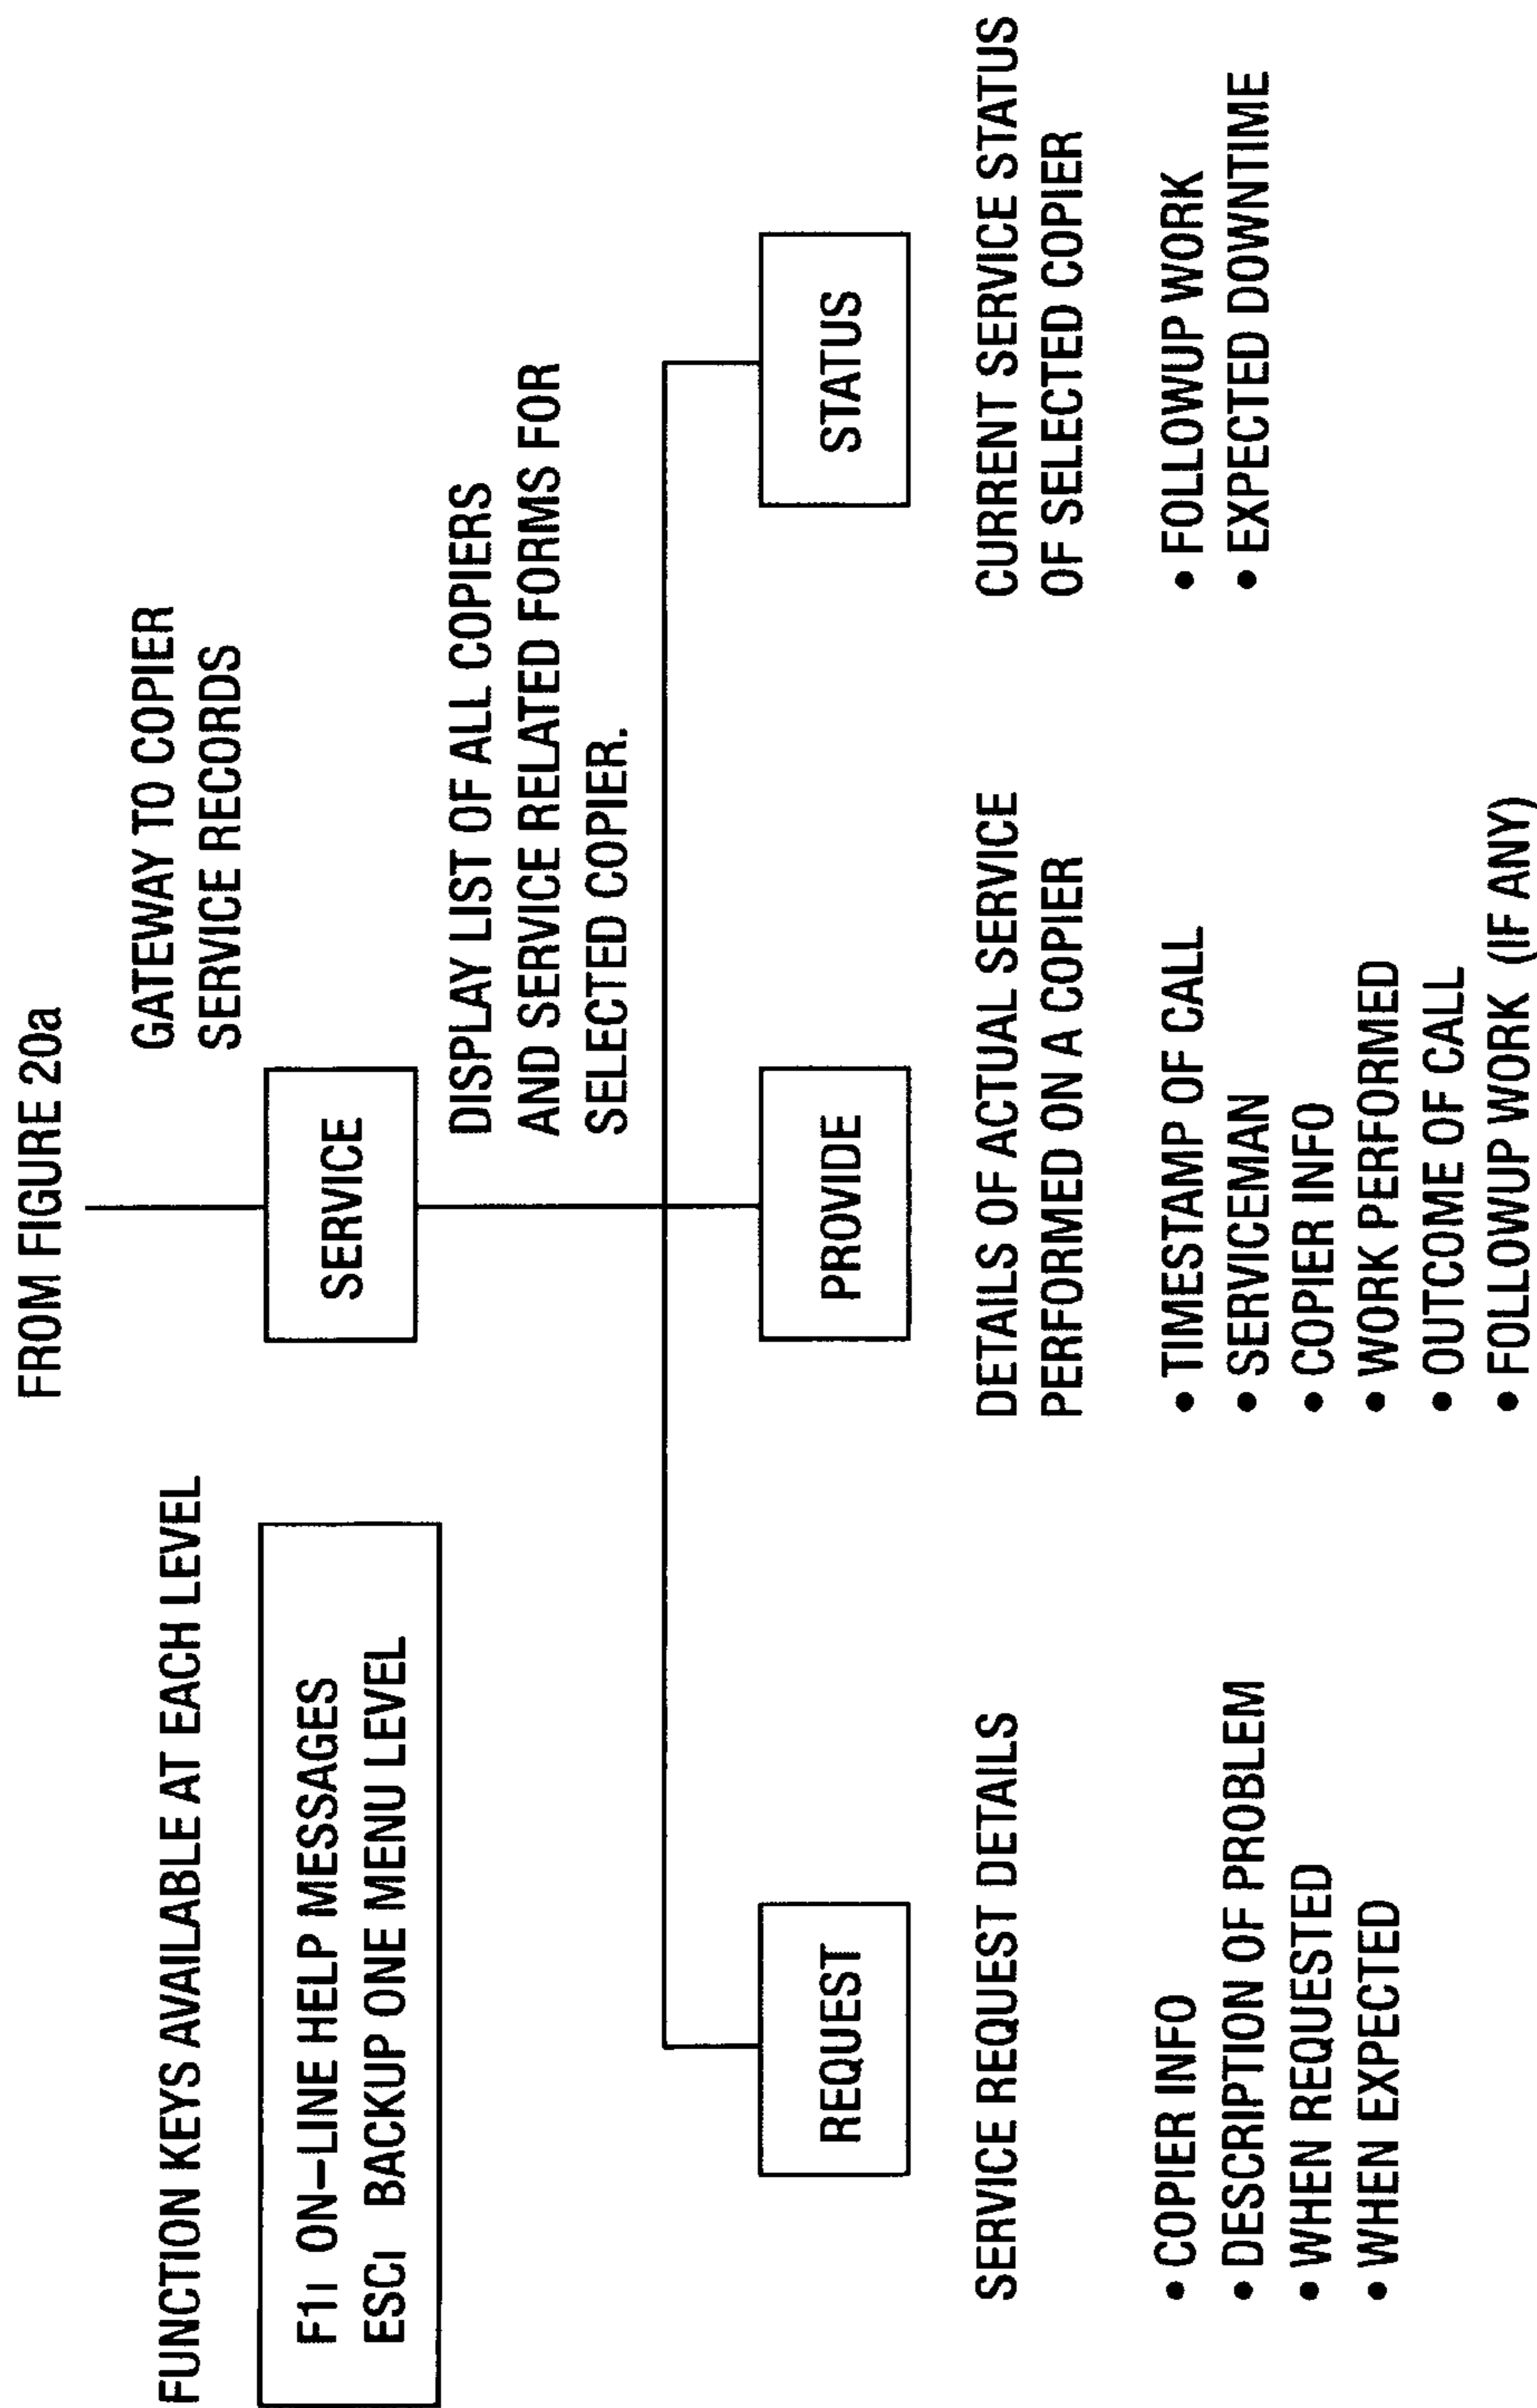 FROM FIGURE 20a
FUNCTION KEYS AVAILABLE AT EACH LEVEL
F1: ON-LINE HELP MESSAGES
ESC: BACKUP ONE MENU LEVEL
GATEWAY TO COPIER
SERVICE RECORDS
SERVICE
DISPLAY LIST OF ALL COPIERS
AND SERVICE RELATED FORMS FOR
SELECTED COPIER.
REQUEST
SERVICE REQUEST DETAILS
• COPIER INFO
• DESCRIPTION OF PROBLEM
• WHEN REQUESTED
• WHEN EXPECTED
PROVIDE
DETAILS OF ACTUAL SERVICE
PERFORMED ON A COPIER
• TIMESTAMP OF CALL
• SERVICEMAN
• COPIER INFO
• WORK PERFORMED
• OUTCOME OF CALL
• FOLLOWUP WORK (IF ANY)
STATUS
CURRENT SERVICE STATUS
OF SELECTED COPIER
• FOLLOWUP WORK
• EXPECTED DOWNTIME